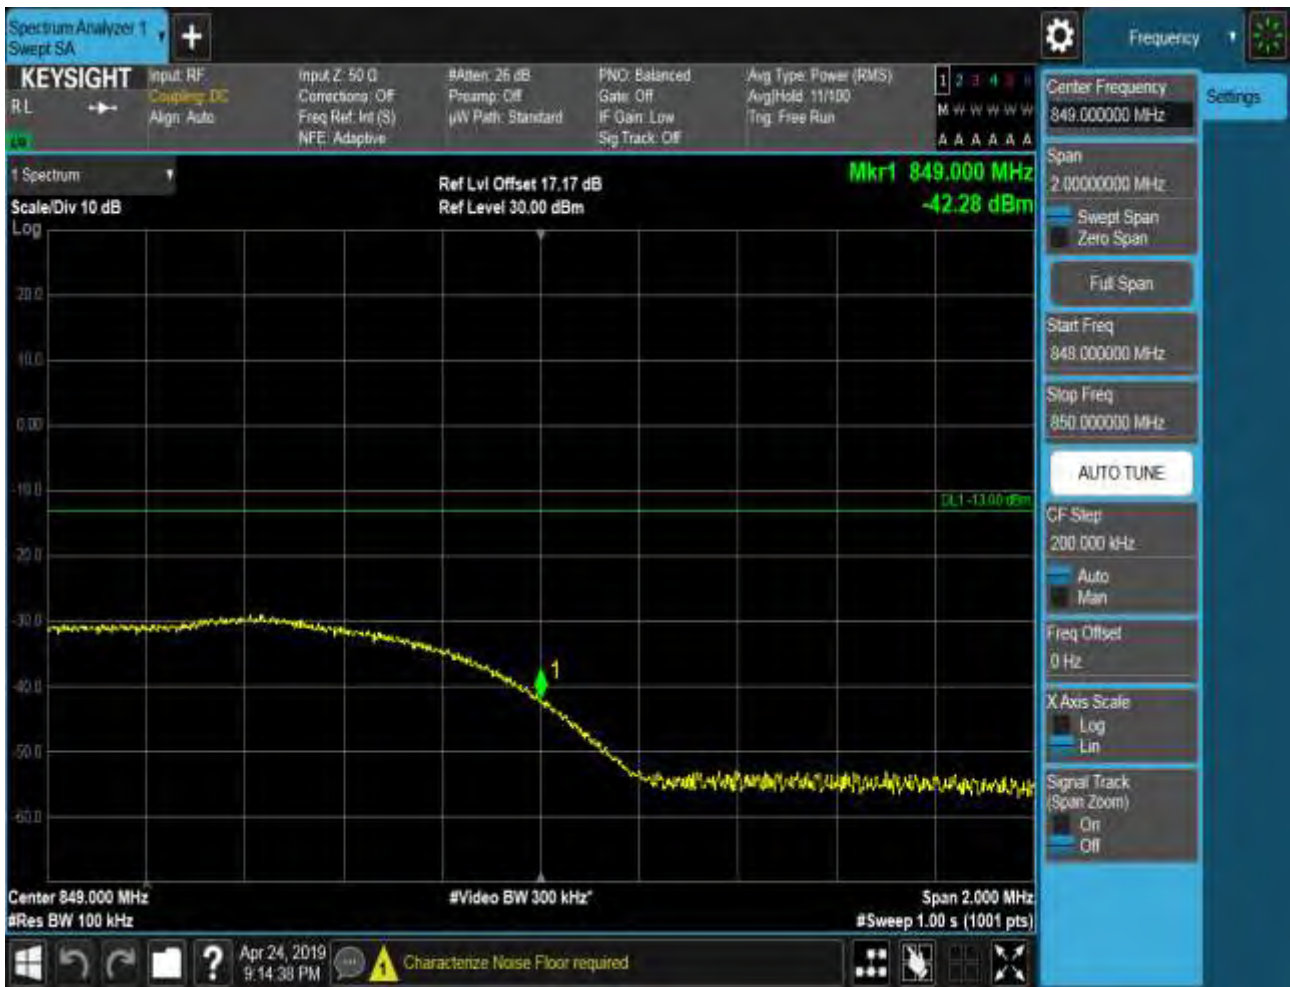 Spectrum Analyzer 1
Swept SA
+
Frequency
KEYSIGHT
R L
Input: RF
Coupling: DC
Align: Auto
Input Z: 50 Ω
Corrections: Off
Freq Ref: Int (S)
NFE: Adaptive
#Atten: 26 dB
Preamp: Off
µW Path: Standard
PNO: Balanced
Gate: Off
IF Gain: Low
Sig Track: Off
Avg Type: Power (RMS)
Avg|Hold: 11/100
Trig: Free Run
1 2 3 4 5 6
M W W W W W
A A A A A A
1 Spectrum
Scale/Div 10 dB
Log
Ref Lvl Offset 17.17 dB
Ref Level 30.00 dBm
Mkr1 849.000 MHz
-42.28 dBm
20.0
10.0
0.00
-10.0
DL1 -13.00 dBm
-20.0
-30.0
1
-40.0
-50.0
-60.0
Center 849.000 MHz
#Video BW 300 kHz*
Span 2.000 MHz
#Res BW 100 kHz
#Sweep 1.00 s (1001 pts)
Center Frequency
849.000000 MHz
Settings
Span
2.00000000 MHz
Swept Span
Zero Span
Full Span
Start Freq
848.000000 MHz
Stop Freq
850.000000 MHz
AUTO TUNE
CF Step
200.000 kHz
Auto
Man
Freq Offset
0 Hz
X Axis Scale
Log
Lin
Signal Track
(Span Zoom)
On
Off
?
Apr 24, 2019
9:14:38 PM
1
Characterize Noise Floor required